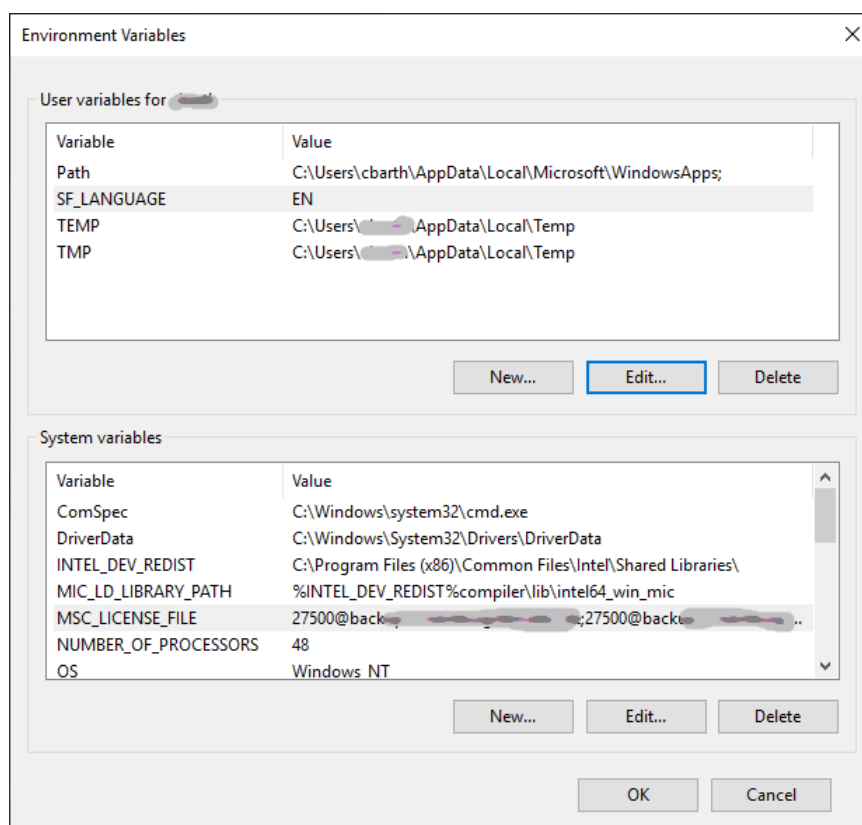 Environment Variables
User variables for
Variable Value
Path C:\Users\cbarth\AppData\Local\Microsoft\WindowsApps;
SF_LANGUAGE EN
TEMP C:\Users\ \AppData\Local\Temp
TMP C:\Users\ \AppData\Local\Temp
New... Edit... Delete
System variables
Variable Value
ComSpec C:\Windows\system32\cmd.exe
DriverData C:\Windows\System32\Drivers\DriverData
INTEL_DEV_REDIST C:\Program Files (x86)\Common Files\Intel\Shared Libraries\
MIC_LD_LIBRARY_PATH %INTEL_DEV_REDIST%compiler\lib\intel64_win_mic
MSC_LICENSE_FILE 27500@back ;27500@back ..
NUMBER_OF_PROCESSORS 48
OS Windows_NT
New... Edit... Delete
OK Cancel